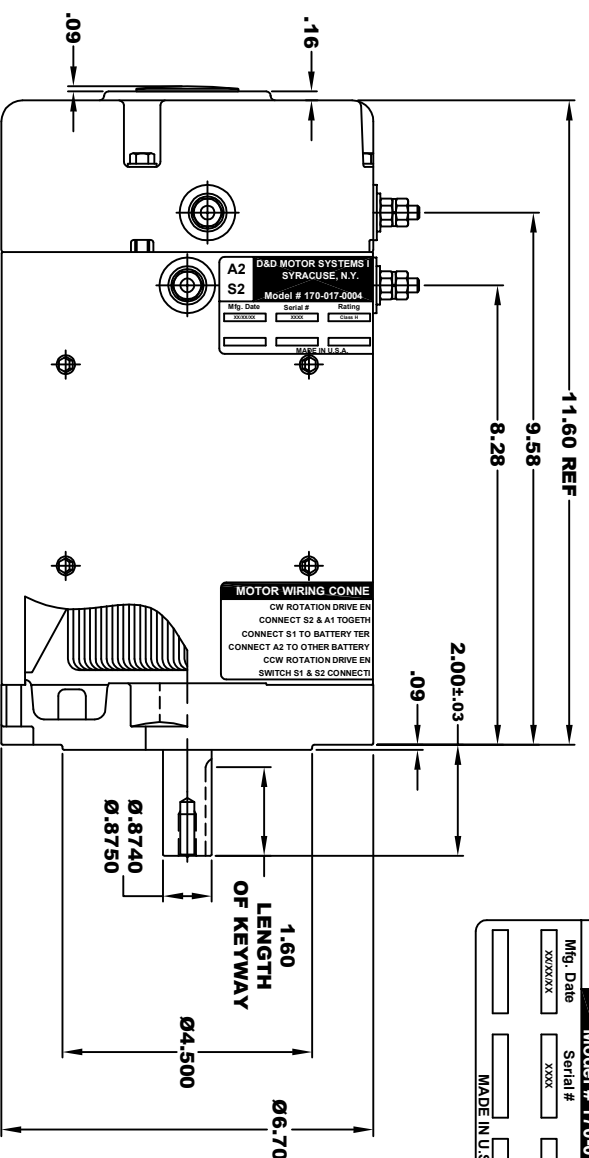 .09
.16
11.60 REF
9.58
8.28
A2
S2
D&D MOTOR SYSTEMS I
SYRACUSE, N.Y.
Model # 170-017-0004
Mfg. Date Serial # Rating
XX/XX/XX XXXX Class H
MADE IN U.S.A.
MOTOR WIRING CONNE
CW ROTATION DRIVE EN
CONNECT S2 & A1 TOGETH
CONNECT S1 TO BATTERY TER
CONNECT A2 TO OTHER BATTERY
CCW ROTATION DRIVE EN
SWITCH S1 & S2 CONNECTI
2.00±.03
.09
Ø.8740
Ø.8750
1.60
LENGTH
OF KEYWAY
Ø4.500
Ø6.70
Mfg. Date Serial #
XX/XX/XX XXXX
MADE IN U.S